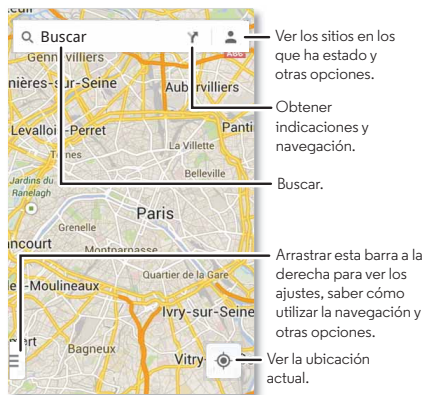 Buscar
A86
Gennevilliers
nières-sur-Seine
Aubervilliers
Levallois-Perret
Panti
La Villette
Ternes
Belleville
Jardins du
Ranelagh
Paris
Grenelle
ncourt
Montparnasse
Quartier de la Gare
-Moulineaux
Ivry-sur-Seine
Bagneux
Vitry
Ver los sitios en los
que ha estado y
otras opciones.
Obtener
indicaciones y
navegación.
Buscar.
Arrastrar esta barra a la
derecha para ver los
ajustes, saber cómo
utilizar la navegación y
otras opciones.
Ver la ubicación
actual.